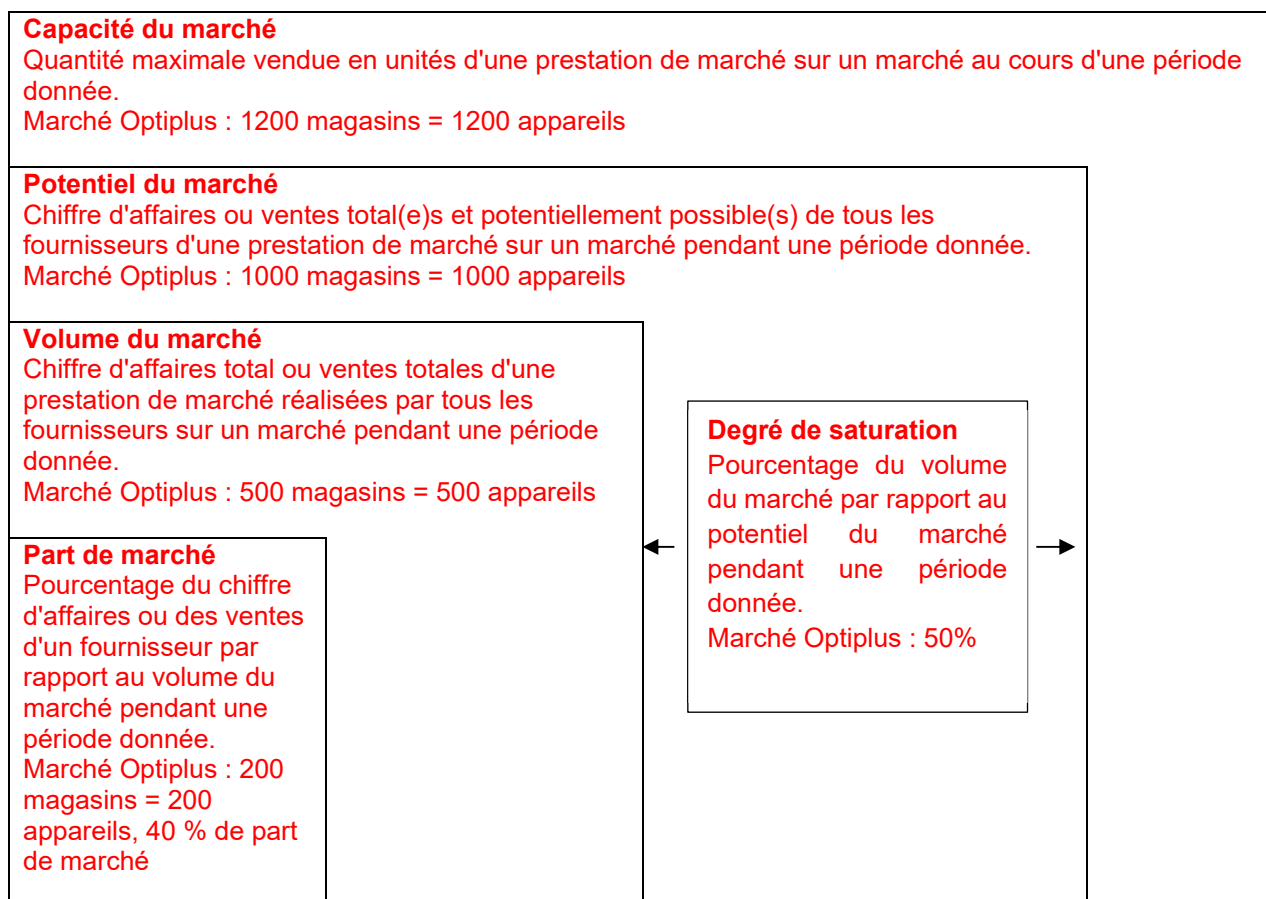 Capacité du marché
Quantité maximale vendue en unités d'une prestation de marché sur un marché au cours d'une période
donnée.
Marché Optiplus : 1200 magasins = 1200 appareils
Potentiel du marché
Chiffre d'affaires ou ventes total(e)s et potentiellement possible(s) de tous les
fournisseurs d'une prestation de marché sur un marché pendant une période donnée.
Marché Optiplus : 1000 magasins = 1000 appareils
Volume du marché
Chiffre d'affaires total ou ventes totales d'une
prestation de marché réalisées par tous les
fournisseurs sur un marché pendant une période
donnée.
Marché Optiplus : 500 magasins = 500 appareils
Degré de saturation
Pourcentage du volume
du marché par rapport au
potentiel du marché
pendant une période
donnée.
Marché Optiplus : 50%
Part de marché
Pourcentage du chiffre
d'affaires ou des ventes
d'un fournisseur par
rapport au volume du
marché pendant une
période donnée.
Marché Optiplus : 200
magasins = 200
appareils, 40 % de part
de marché